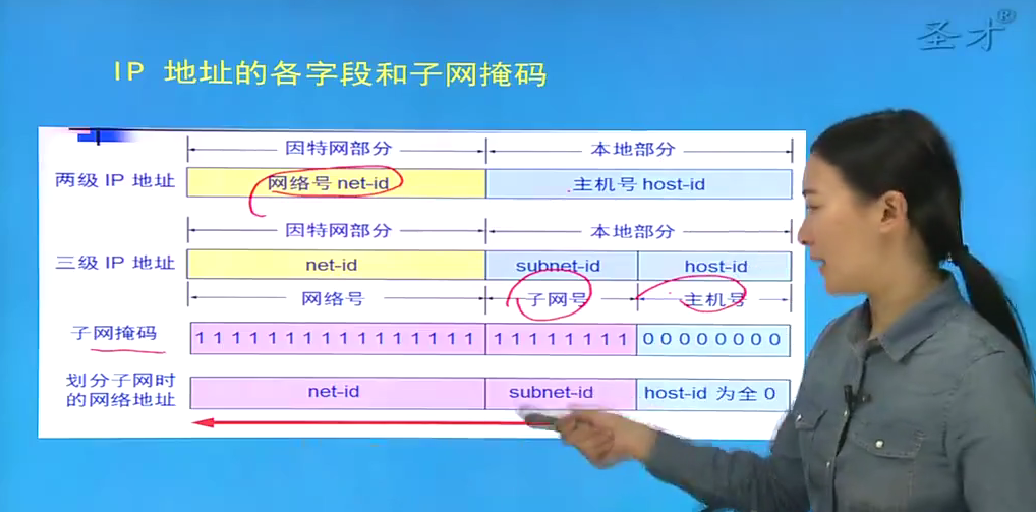 圣才®
IP 地址的各字段和子网掩码
因特网部分 本地部分
两级 IP 地址 网络号 net-id 主机号 host-id
因特网部分 本地部分
三级 IP 地址 net-id subnet-id host-id
网络号 子网号 主机号
子网掩码 1 1 1 1 1 1 1 1 1 1 1 1 1 1 1 1 1 1 1 1 1 1 1 1 0 0 0 0 0 0 0 0
划分子网时
的网络地址 net-id subnet-id host-id 为全 0